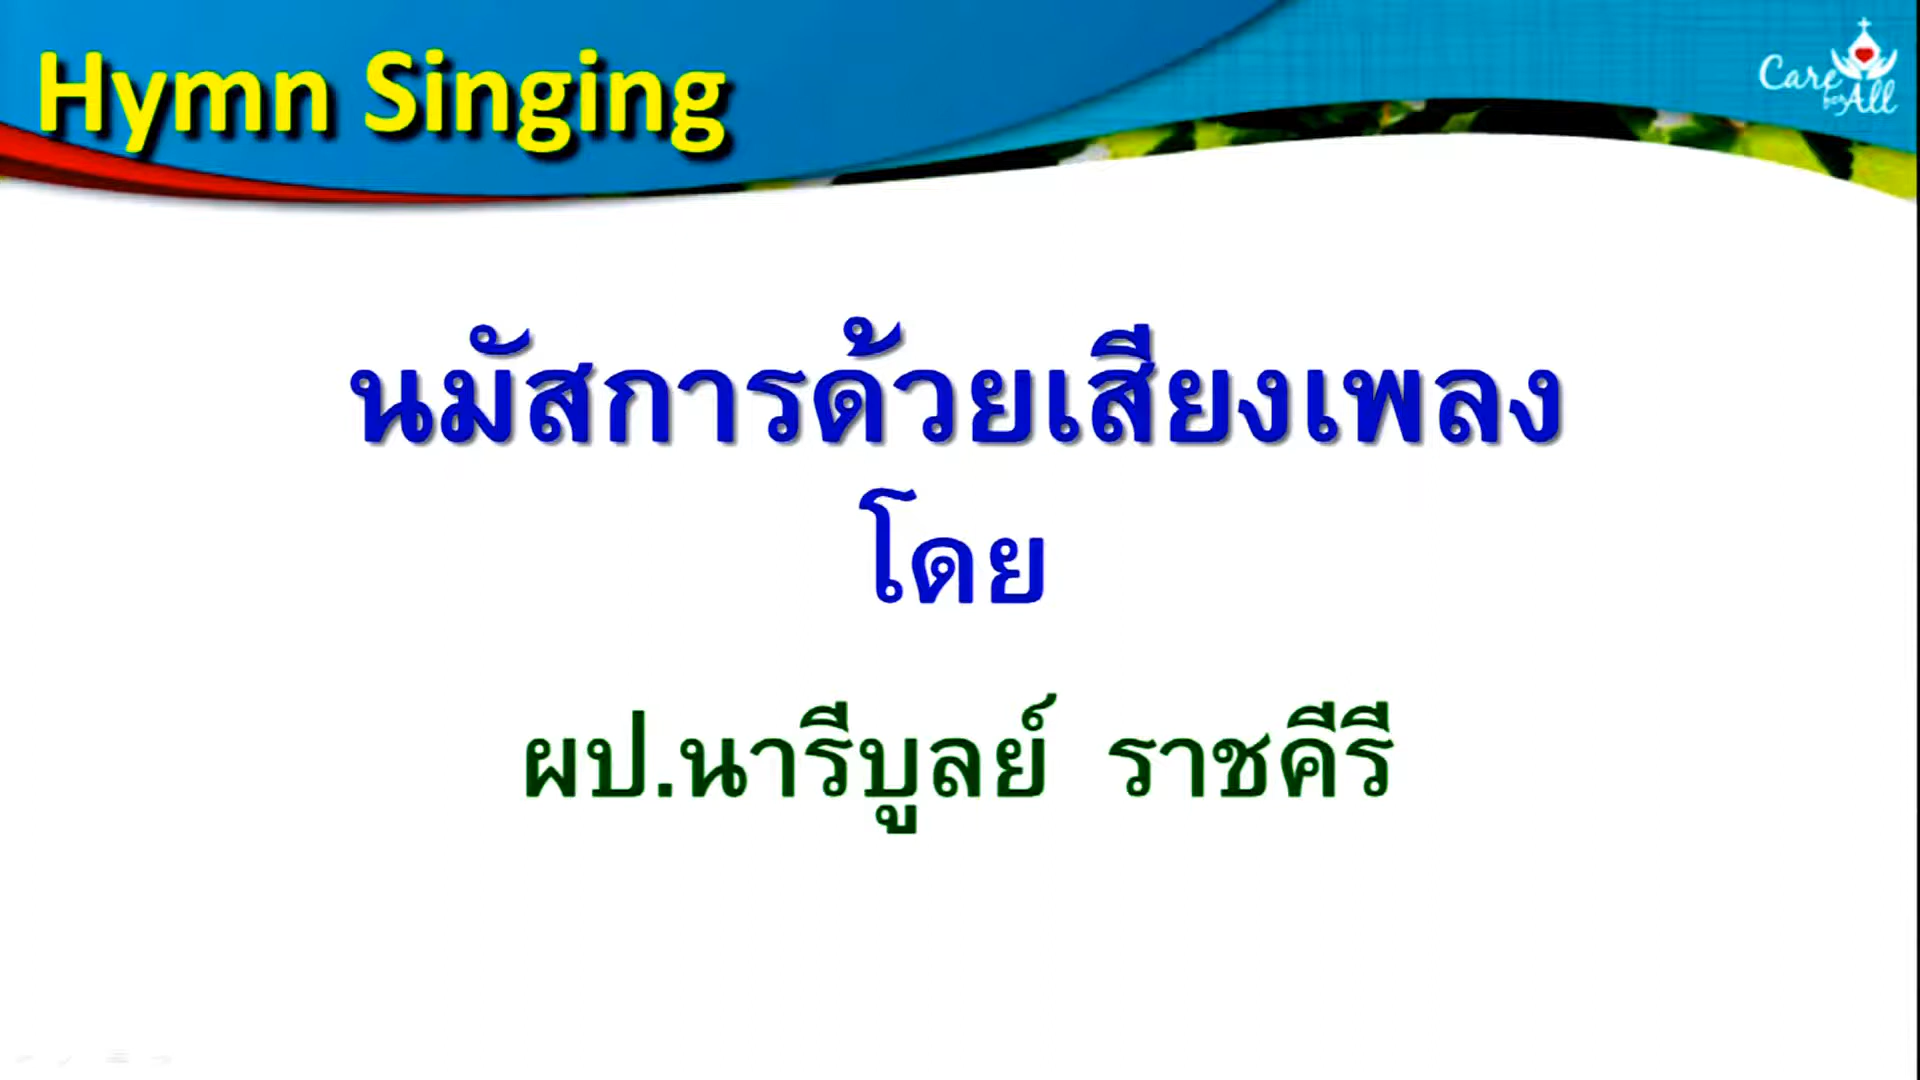 Hymn Singing
Care
for All
นมัสการด้วยเสียงเพลง
โดย
ผป.นารีบูลย์ ราชคีรี